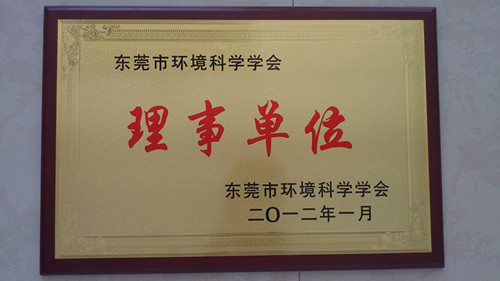 东莞市环境科学学会
理事单位
东莞市环境科学学会
二〇一二年一月